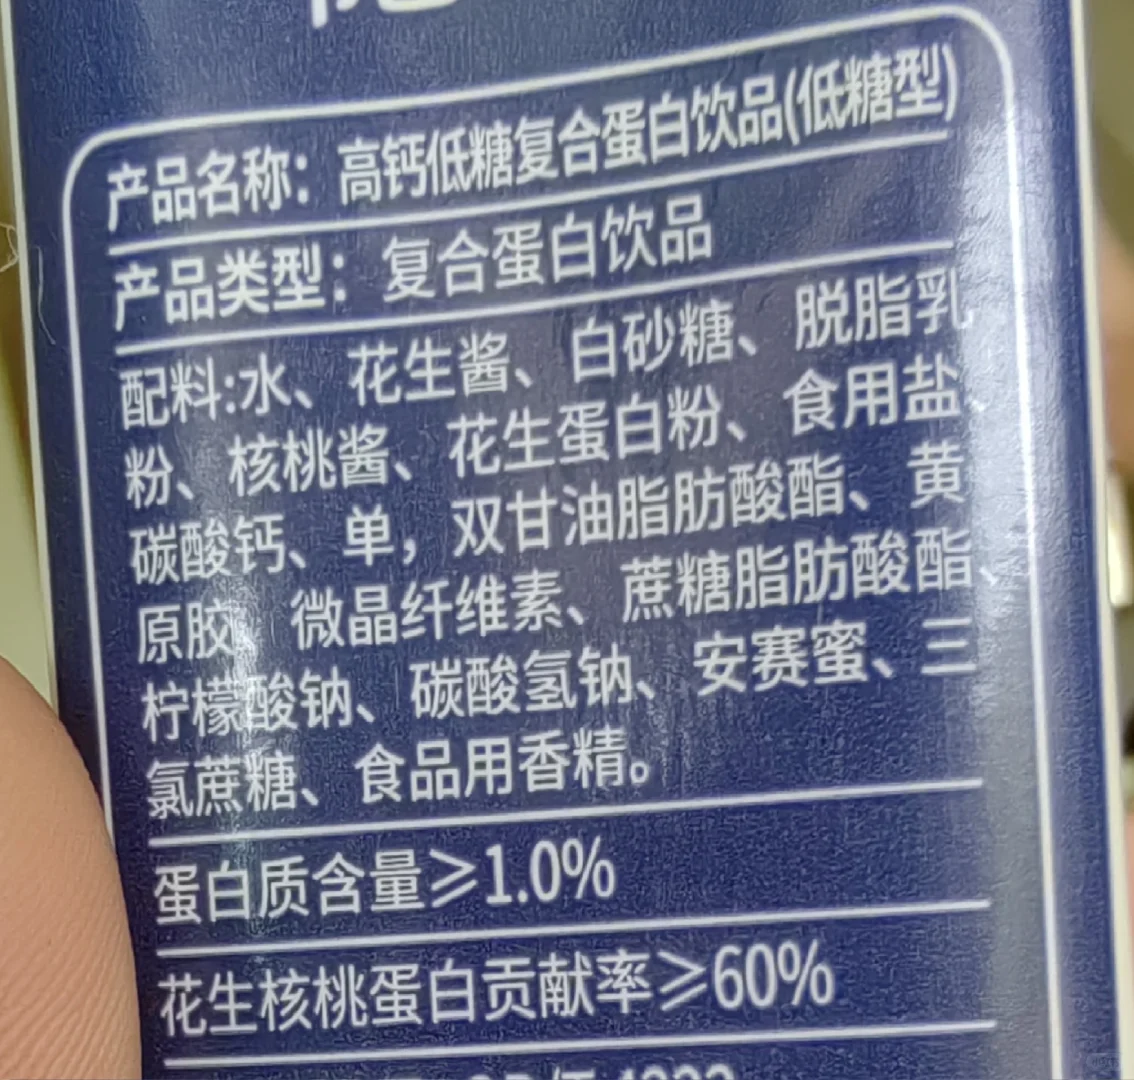 产品名称：高钙低糖复合蛋白饮品(低糖型)
产品类型：复合蛋白饮品
配料:水、花生酱、白砂糖、脱脂乳
粉、核桃酱、花生蛋白粉、食用盐、
碳酸钙、单，双甘油脂肪酸酯、黄
原胶、微晶纤维素、蔗糖脂肪酸酯、
柠檬酸钠、碳酸氢钠、安赛蜜、三
氯蔗糖、食品用香精。
蛋白质含量≥1.0%
花生核桃蛋白贡献率≥60%